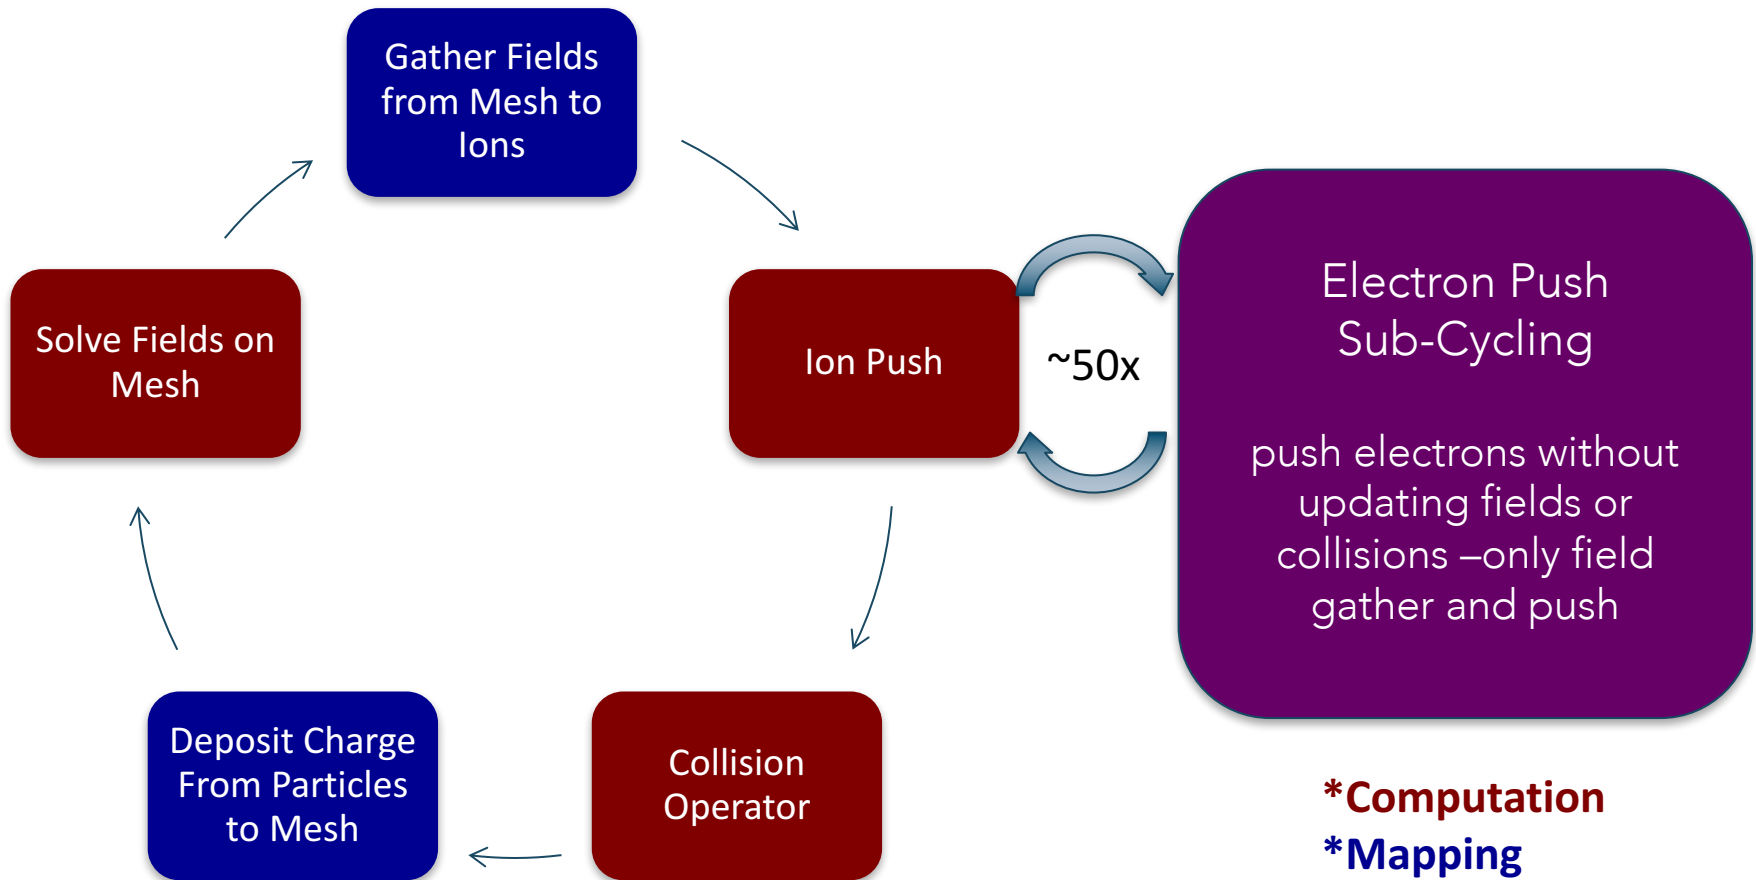 Gather Fields
from Mesh to
Ions
Solve Fields on
Mesh
Ion Push
~50x
Electron Push
Sub-Cycling
push electrons without
updating fields or
collisions –only field
gather and push
Deposit Charge
From Particles
to Mesh
Collision
Operator
*Computation
*Mapping